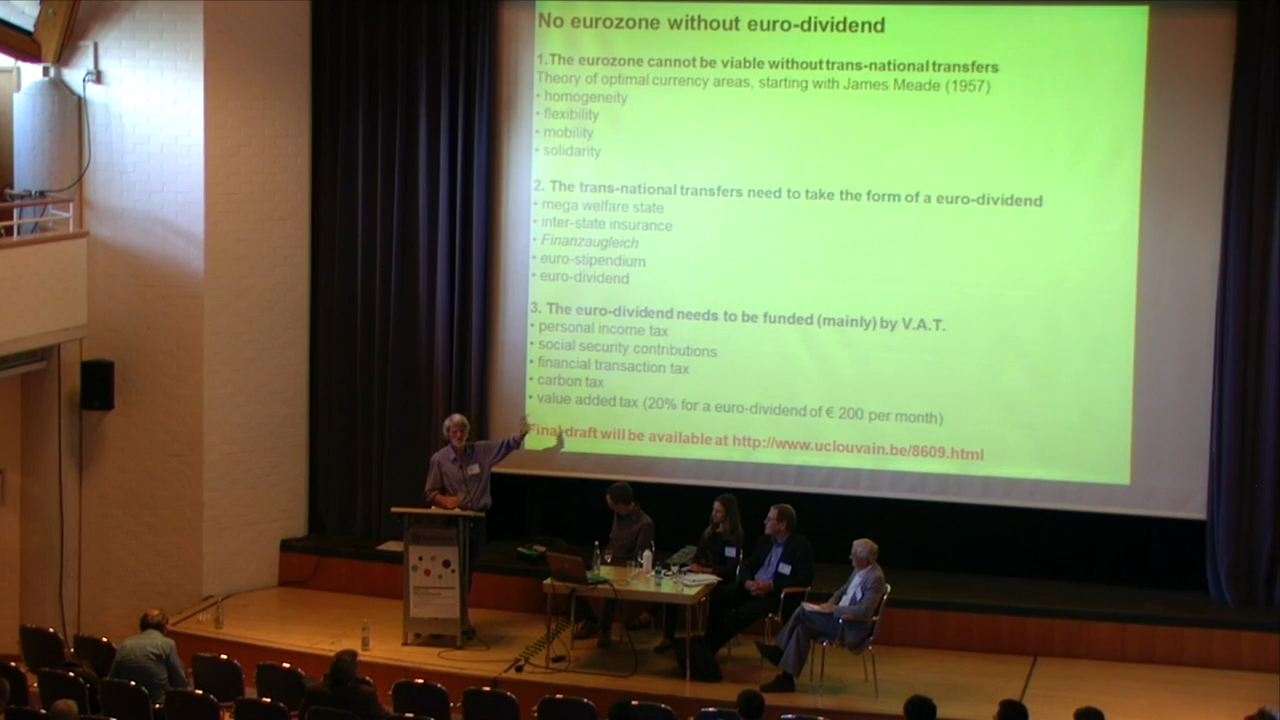 No eurozone without euro-dividend
1.The eurozone cannot be viable without trans-national transfers
Theory of optimal currency areas, starting with James Meade (1957)
• homogeneity
• flexibility
• mobility
• solidarity
2. The trans-national transfers need to take the form of a euro-dividend
• mega welfare state
• inter-state insurance
• Finanzaugleich
• euro-stipendium
• euro-dividend
3. The euro-dividend needs to be funded (mainly) by V.A.T.
• personal income tax
• social security contributions
• financial transaction tax
• carbon tax
• value added tax (20% for a euro-dividend of € 200 per month)
Final draft will be available at http://www.uclouvain.be/8609.html